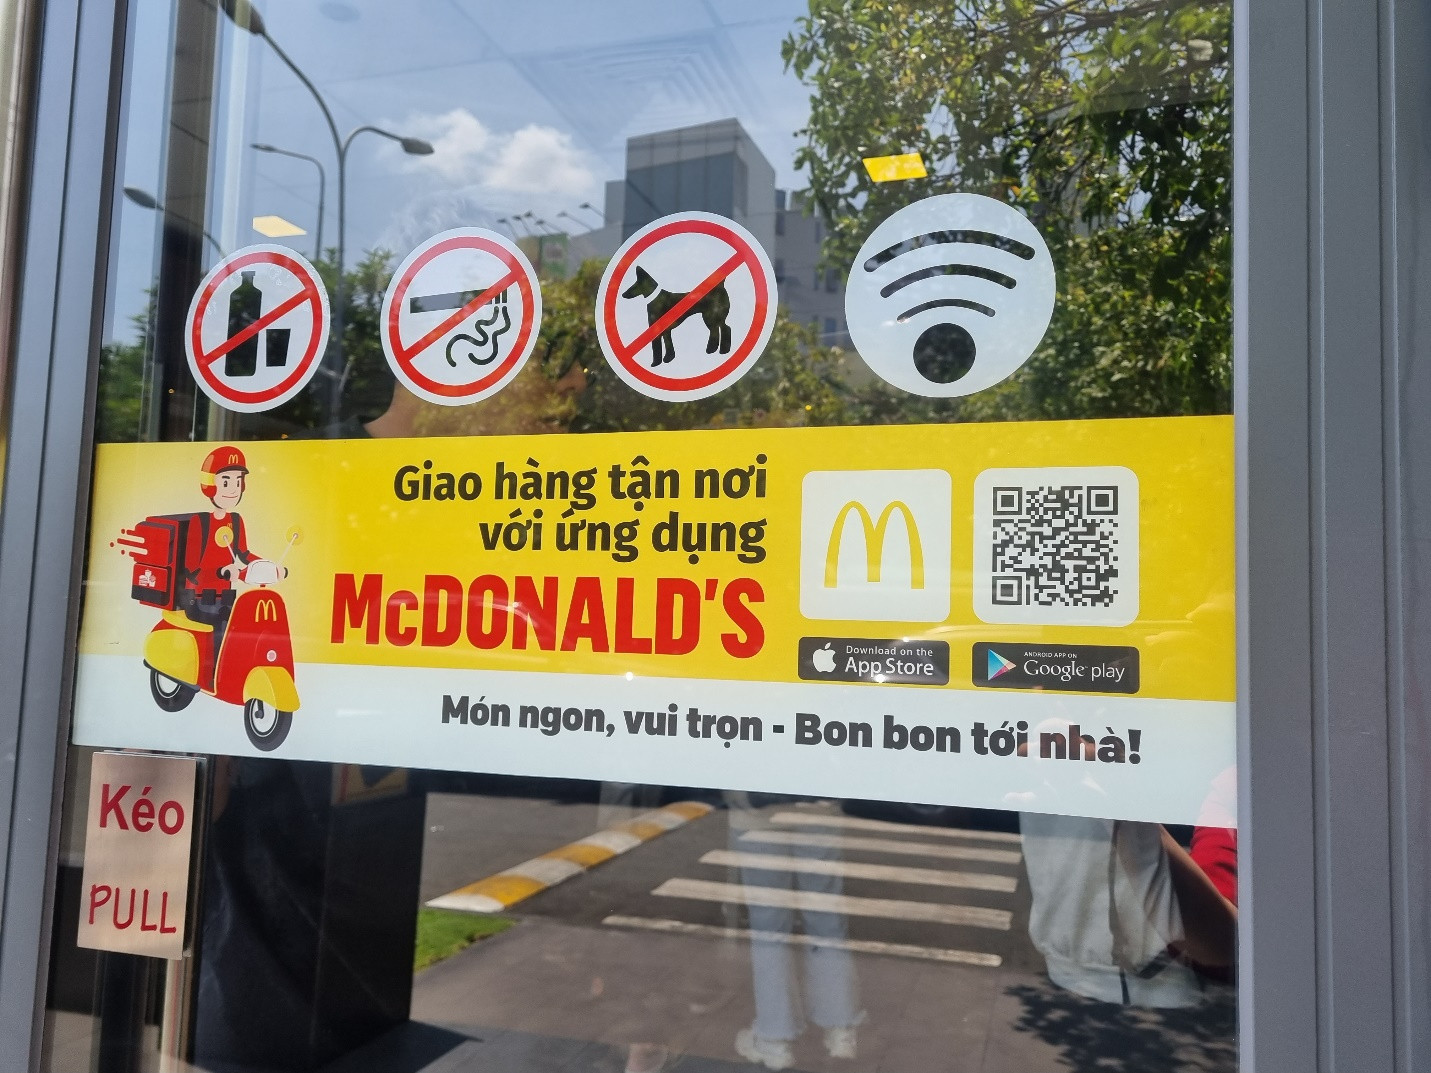 Giao hàng tận nơi
với ứng dụng
McDONALD'S
Download on the
App Store
ANDROID APP ON
Google play
Món ngon, vui trọn - Bon bon tới nhà!
Kéo
PULL